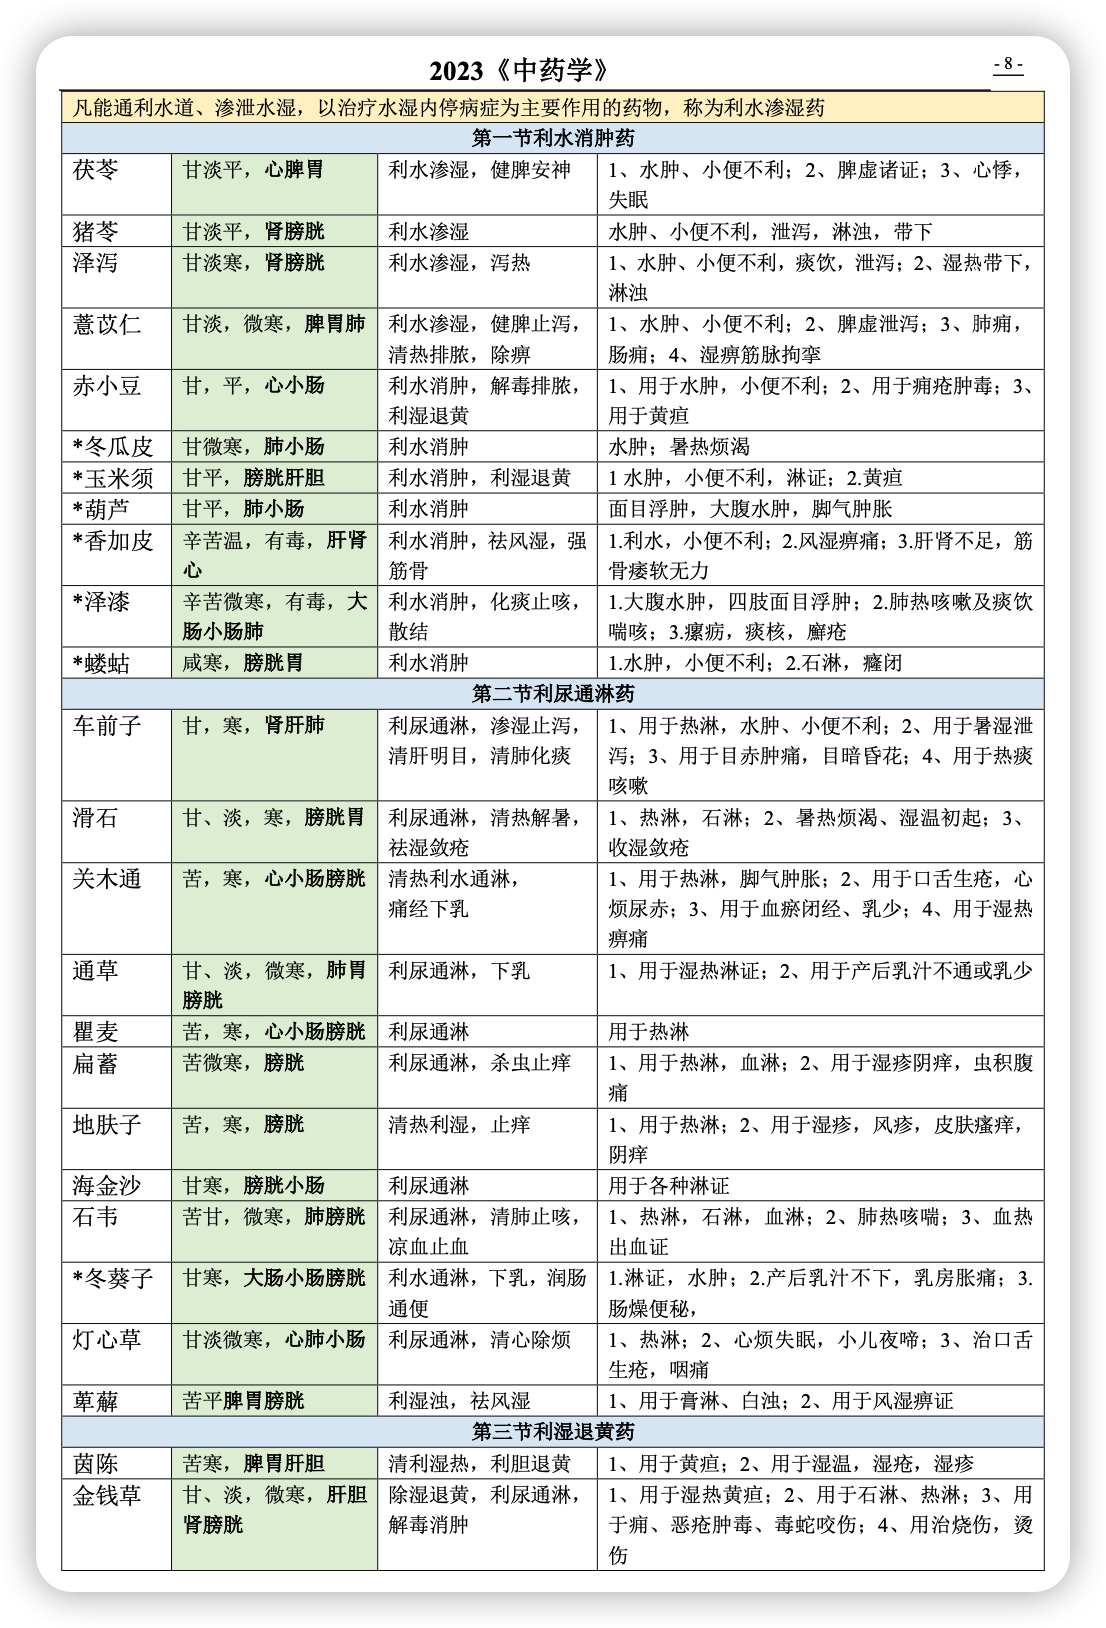 2023《中药学》
- 8 -
凡能通利水道、渗泄水湿，以治疗水湿内停病症为主要作用的药物，称为利水渗湿药
第一节利水消肿药
茯苓 甘淡平，心脾胃 利水渗湿，健脾安神 1、水肿、小便不利；2、脾虚诸证；3、心悸，
失眠
猪苓 甘淡平，肾膀胱 利水渗湿 水肿、小便不利，泄泻，淋浊，带下
泽泻 甘淡寒，肾膀胱 利水渗湿，泻热 1、水肿、小便不利，痰饮，泄泻；2、湿热带下，
淋浊
薏苡仁 甘淡，微寒，脾胃肺 利水渗湿，健脾止泻， 1、水肿、小便不利；2、脾虚泄泻；3、肺痈，
清热排脓，除痹 肠痈；4、湿痹筋脉拘挛
赤小豆 甘，平，心小肠 利水消肿，解毒排脓， 1、用于水肿，小便不利；2、用于痈疮肿毒；3、
利湿退黄 用于黄疸
*冬瓜皮 甘微寒，肺小肠 利水消肿 水肿；暑热烦渴
*玉米须 甘平，膀胱肝胆 利水消肿，利湿退黄 1 水肿，小便不利，淋证；2.黄疸
*葫芦 甘平，肺小肠 利水消肿 面目浮肿，大腹水肿，脚气肿胀
*香加皮 辛苦温，有毒，肝肾 利水消肿，祛风湿，强 1.利水，小便不利；2.风湿痹痛；3.肝肾不足，筋
心 筋骨 骨痿软无力
*泽漆 辛苦微寒，有毒，大 利水消肿，化痰止咳， 1.大腹水肿，四肢面目浮肿；2.肺热咳嗽及痰饮
肠小肠肺 散结 喘咳；3.瘰疬，痰核，癣疮
*蝼蛄 咸寒，膀胱胃 利水消肿 1.水肿，小便不利；2.石淋，癃闭
第二节利尿通淋药
车前子 甘，寒，肾肝肺 利尿通淋，渗湿止泻， 1、用于热淋，水肿、小便不利；2、用于暑湿泄
清肝明目，清肺化痰 泻；3、用于目赤肿痛，目暗昏花；4、用于热痰
咳嗽
滑石 甘、淡，寒，膀胱胃 利尿通淋，清热解暑， 1、热淋，石淋；2、暑热烦渴、湿温初起；3、
祛湿敛疮 收湿敛疮
关木通 苦，寒，心小肠膀胱 清热利水通淋， 1、用于热淋，脚气肿胀；2、用于口舌生疮，心
痛经下乳 烦尿赤；3、用于血瘀闭经、乳少；4、用于湿热
痹痛
通草 甘、淡，微寒，肺胃 利尿通淋，下乳 1、用于湿热淋证；2、用于产后乳汁不通或乳少
膀胱
瞿麦 苦，寒，心小肠膀胱 利尿通淋 用于热淋
扁蓄 苦微寒，膀胱 利尿通淋，杀虫止痒 1、用于热淋，血淋；2、用于湿疹阴痒，虫积腹
痛
地肤子 苦，寒，膀胱 清热利湿，止痒 1、用于热淋；2、用于湿疹，风疹，皮肤瘙痒，
阴痒
海金沙 甘寒，膀胱小肠 利尿通淋 用于各种淋证
石韦 苦甘，微寒，肺膀胱 利尿通淋，清肺止咳， 1、热淋，石淋，血淋；2、肺热咳喘；3、血热
凉血止血 出血证
*冬葵子 甘寒，大肠小肠膀胱 利水通淋，下乳，润肠 1.淋证，水肿；2.产后乳汁不下，乳房胀痛；3.
通便 肠燥便秘，
灯心草 甘淡微寒，心肺小肠 利尿通淋，清心除烦 1、热淋；2、心烦失眠，小儿夜啼；3、治口舌
生疮，咽痛
萆薢 苦平脾胃膀胱 利湿浊，祛风湿 1、用于膏淋、白浊；2、用于风湿痹证
第三节利湿退黄药
茵陈 苦寒，脾胃肝胆 清利湿热，利胆退黄 1、用于黄疸；2、用于湿温，湿疮，湿疹
金钱草 甘、淡，微寒，肝胆 除湿退黄，利尿通淋， 1、用于湿热黄疸；2、用于石淋、热淋；3、用
肾膀胱 解毒消肿 于痈、恶疮肿毒、毒蛇咬伤；4、用治烧伤，烫
伤